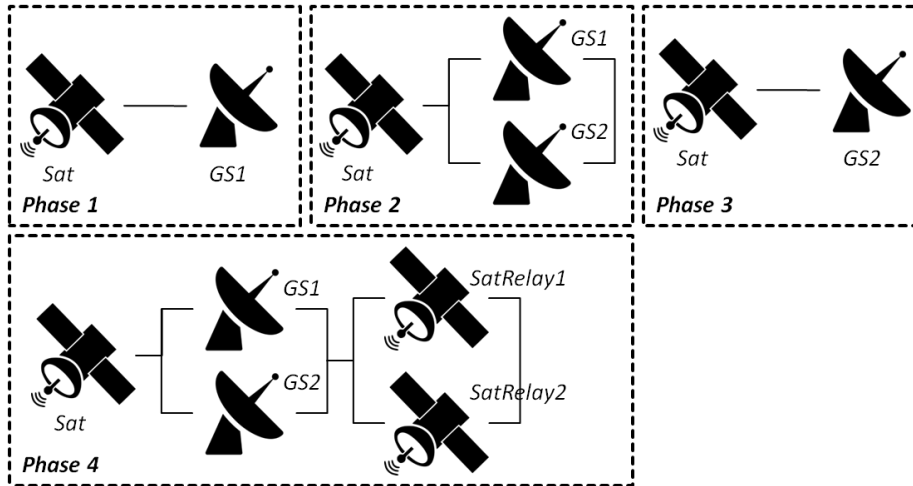 Sat
GS1
Phase 1
GS1
GS2
Sat
Phase 2
Sat
GS2
Phase 3
GS1
SatRelay1
GS2
SatRelay2
Sat
Phase 4